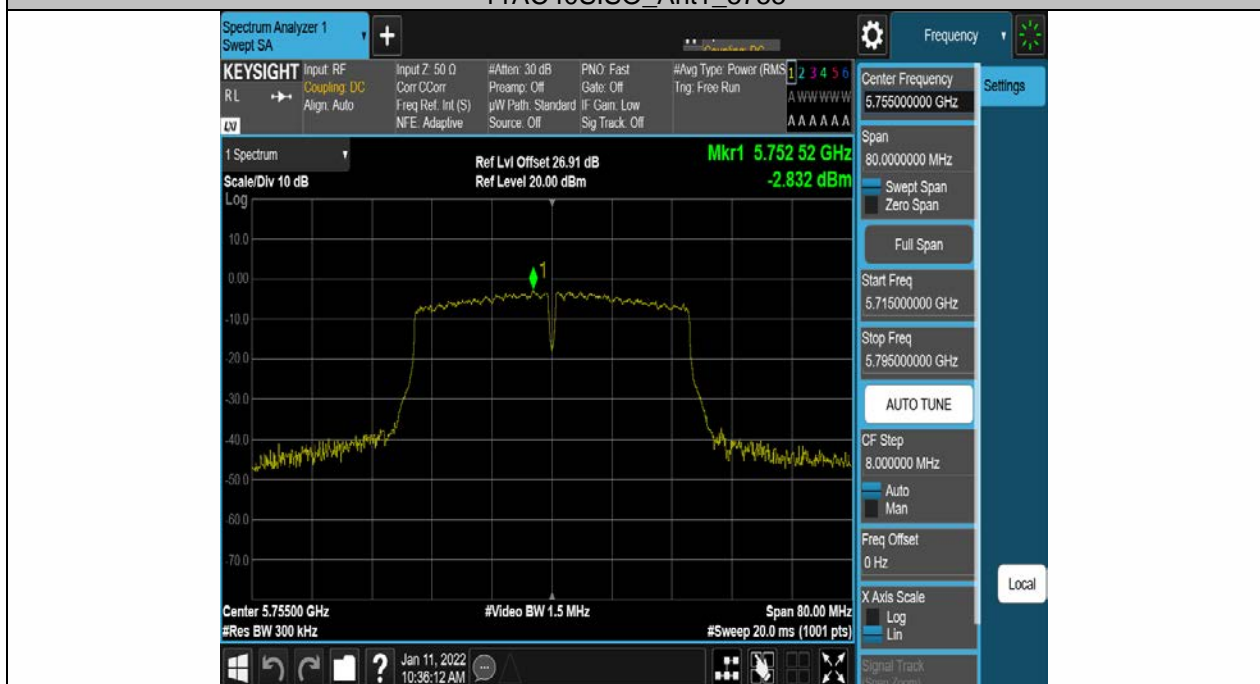 Spectrum Analyzer 1
Swept SA
+
Coupling: DC
Frequency
KEYSIGHT
RL
LXI
Input: RF
Coupling: DC
Align: Auto
Input Z: 50 Ω
Corr CCorr
Freq Ref: Int (S)
NFE: Adaptive
#Atten: 30 dB
Preamp: Off
µW Path: Standard
Source: Off
PNO: Fast
Gate: Off
IF Gain: Low
Sig Track: Off
#Avg Type: Power (RMS
Trig: Free Run
1 2 3 4 5 6
A W W W W W
A A A A A A
1 Spectrum
Scale/Div 10 dB
Log
Ref Lvl Offset 26.91 dB
Ref Level 20.00 dBm
Mkr1 5.752 52 GHz
-2.832 dBm
10.0
0.00
-10.0
-20.0
-30.0
-40.0
-50.0
-60.0
-70.0
1
Center 5.75500 GHz
#Res BW 300 kHz
#Video BW 1.5 MHz
Span 80.00 MHz
#Sweep 20.0 ms (1001 pts)
Center Frequency
5.755000000 GHz
Settings
Span
80.0000000 MHz
Swept Span
Zero Span
Full Span
Start Freq
5.715000000 GHz
Stop Freq
5.795000000 GHz
AUTO TUNE
CF Step
8.000000 MHz
Auto
Man
Freq Offset
0 Hz
X Axis Scale
Log
Lin
Local
Signal Track
(Span Zoom)
?
Jan 11, 2022
10:36:12 AM